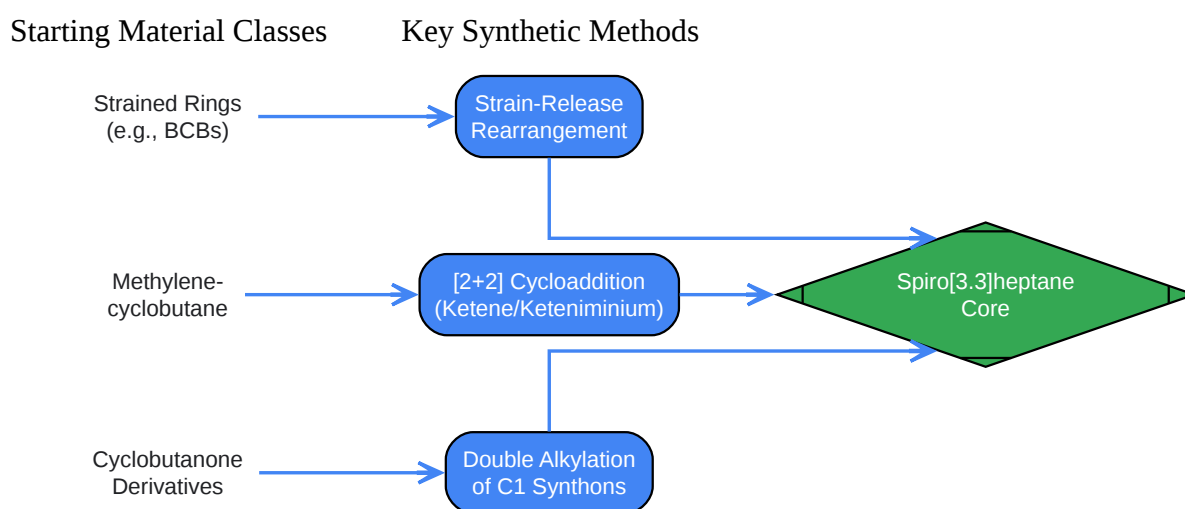 Starting Material Classes
Key Synthetic Methods
Strained Rings
(e.g., BCBs)
Strain-Release
Rearrangement
Methylene-
cyclobutane
[2+2] Cycloaddition
(Ketene/Keteniminium)
Spiro[3.3]heptane
Core
Cyclobutanone
Derivatives
Double Alkylation
of C1 Synthons